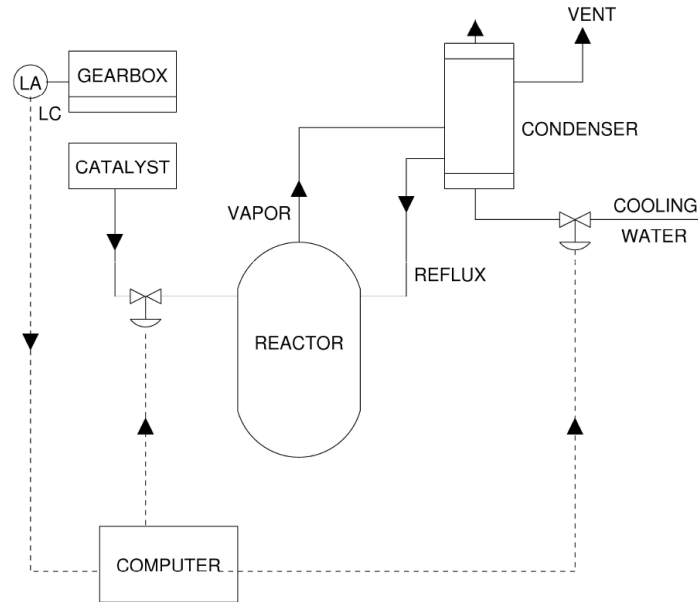 VENT
LA
GEARBOX
LC
CONDENSER
CATALYST
VAPOR
COOLING
WATER
REFLUX
REACTOR
COMPUTER